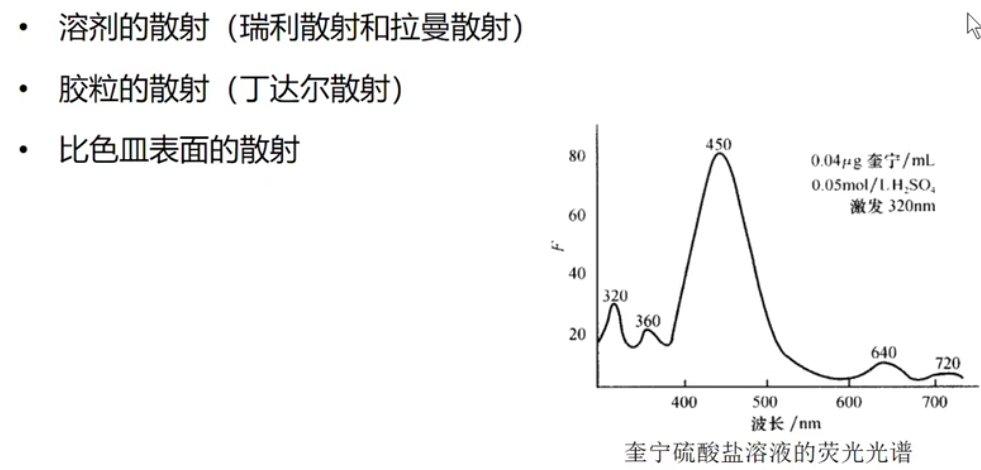 • 溶剂的散射（瑞利散射和拉曼散射）
• 胶粒的散射（丁达尔散射）
• 比色皿表面的散射
450
80
0.04μg 奎宁/mL
0.05mol/L H₂SO₄
激发 320nm
60
F
40
320
360
20
640
720
400 500 600 700
波长 /nm
奎宁硫酸盐溶液的荧光光谱